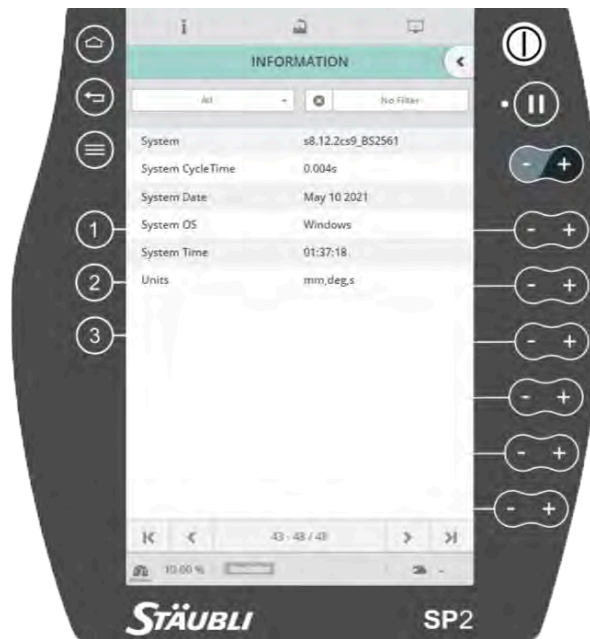 i
INFORMATION
All
No Filter
System s8.12.2cs9_BS2561
System CycleTime 0.004s
System Date May 10 2021
System OS Windows
System Time 01:37:18
Units mm,deg,s
1
2
3
- +
- +
- +
- +
- +
- +
- +
43 - 48 / 48
10.00 %
STÄUBLI SP2